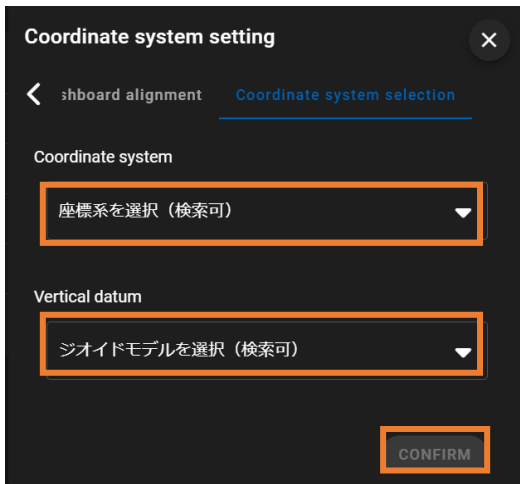 Coordinate system setting
shboard alignment Coordinate system selection
Coordinate system
座標系を選択（検索可）
Vertical datum
ジオイドモデルを選択（検索可）
CONFIRM